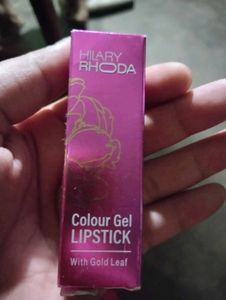 HILARY
RHODA
Colour Gel
LIPSTICK
With Gold Leaf